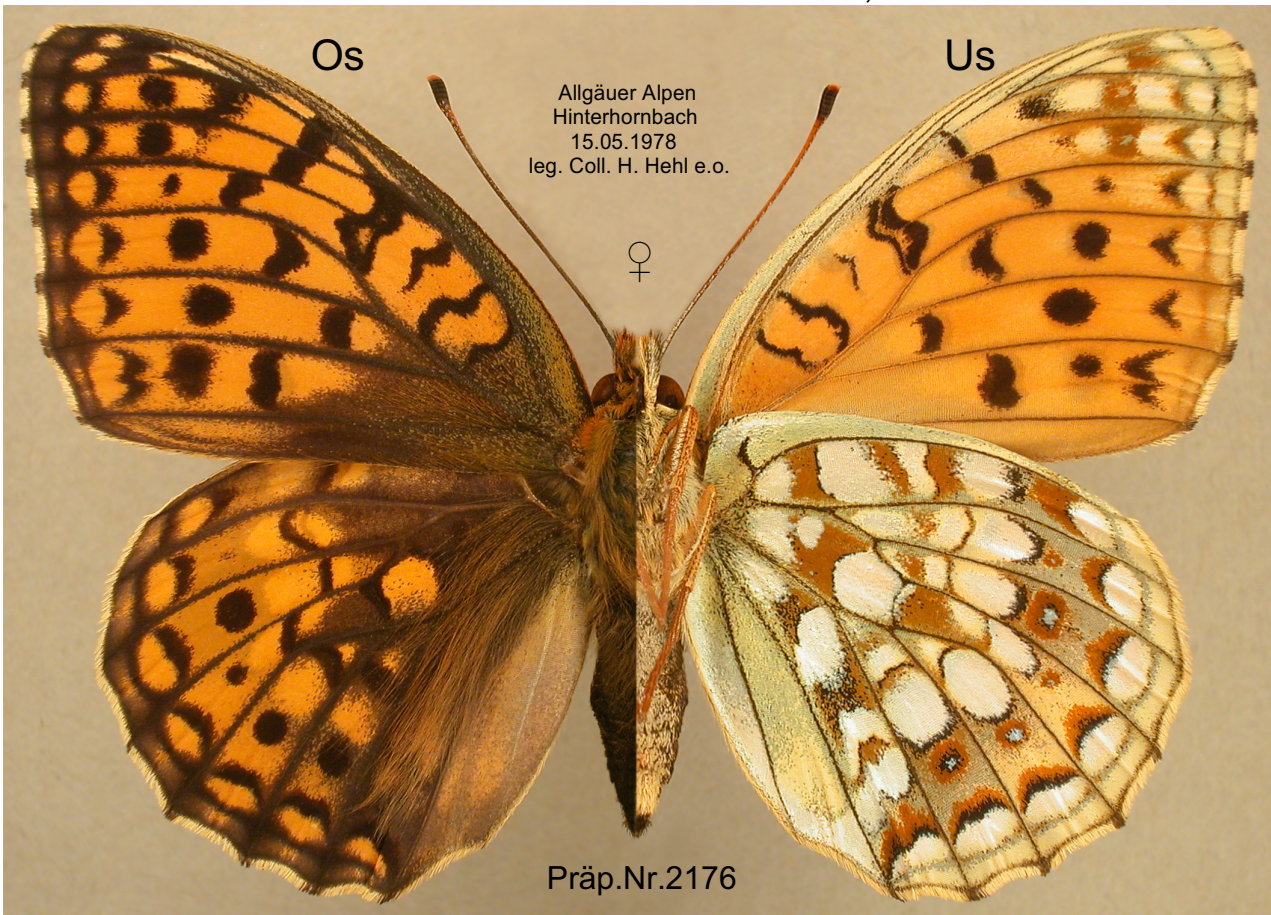 Os
Us
Allgäuer Alpen
Hinterhornbach
15.05.1978
leg. Coll. H. Hehl e.o.
♀
Präp.Nr.2176